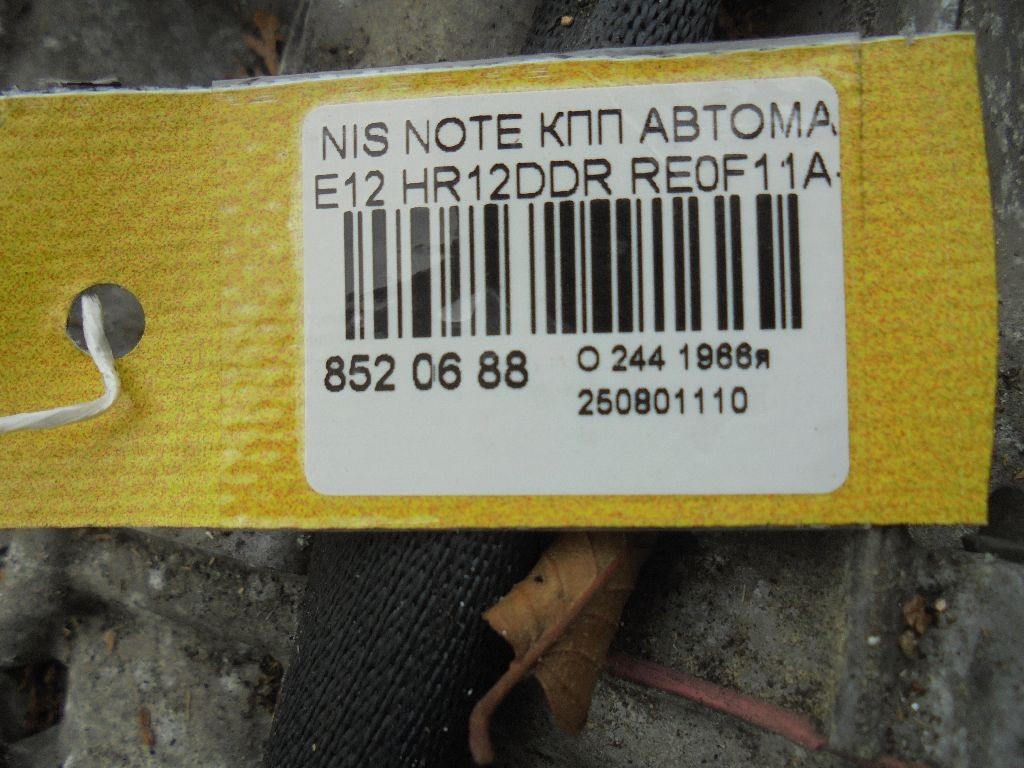 NIS NOTE КПП АВТОМА
E12 HR12DDR RE0F11A-
852 06 88
О 244 1966я
250801110